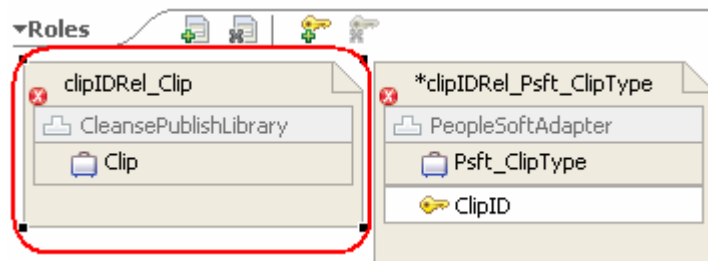 Roles
clipIDRel_Clip
CleansePublishLibrary
Clip
*clipIDRel_Psft_ClipType
PeopleSoftAdapter
Psft_ClipType
ClipID